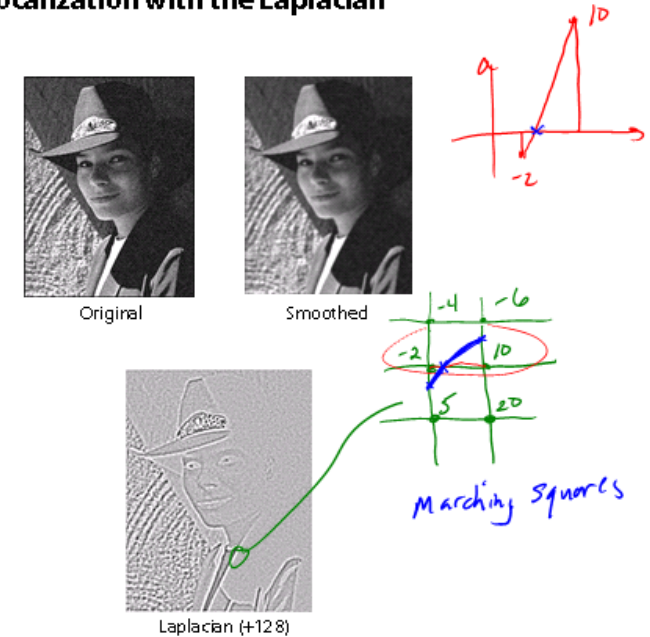 ocalization with the Laplacian
10
-2
Original
Smoothed
-4 -6
-2 10
5 20
Marching squares
Laplacian (+128)